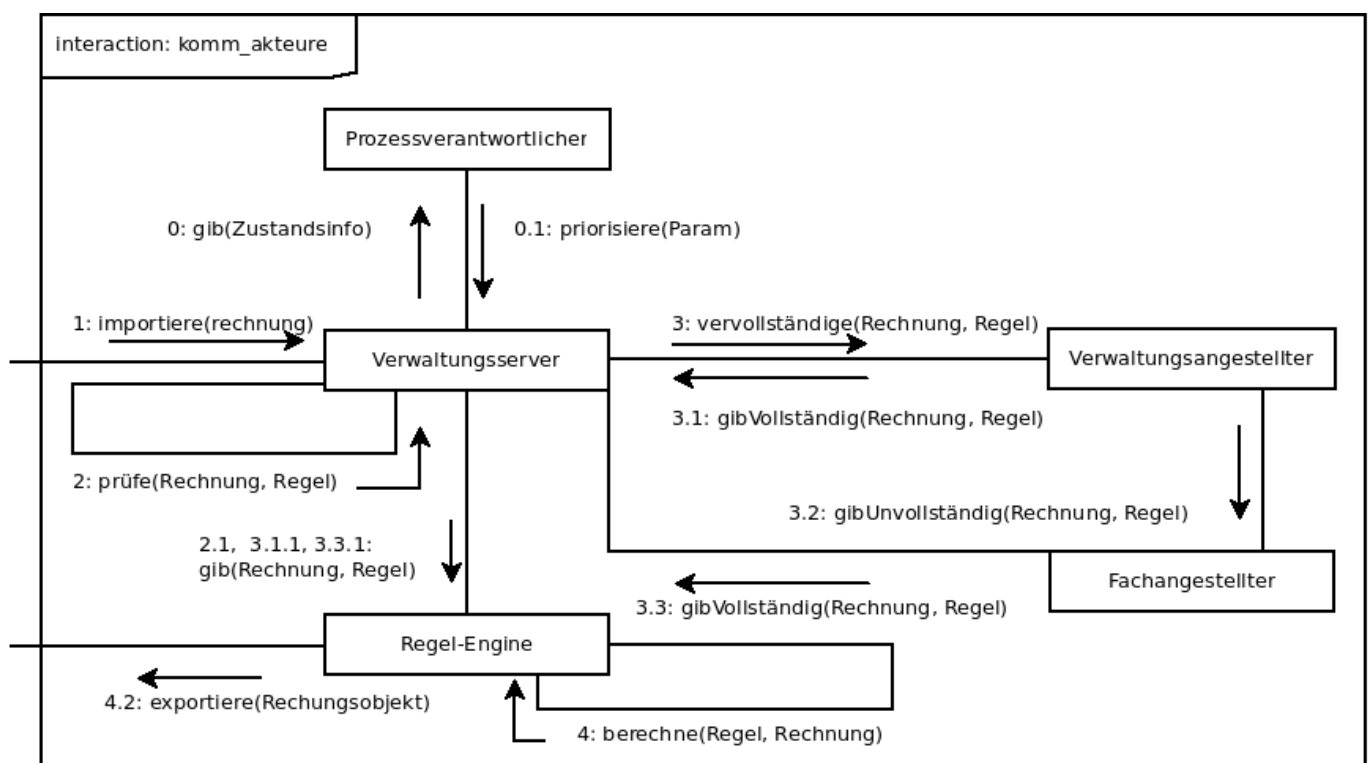 interaction: komm_akteure
Prozessverantwortlicher
0: gib(Zustandsinfo)
0.1: priorisiere(Param)
1: importiere(rechnung)
3: vervollständige(Rechnung, Regel)
Verwaltungsserver
Verwaltungsangestellter
3.1: gibVollständig(Rechnung, Regel)
2: prüfe(Rechnung, Regel)
3.2: gibUnvollständig(Rechnung, Regel)
2.1, 3.1.1, 3.3.1:
gib(Rechnung, Regel)
Fachangestellter
3.3: gibVollständig(Rechnung, Regel)
Regel-Engine
4.2: exportiere(Rechungsobjekt)
4: berechne(Regel, Rechnung)